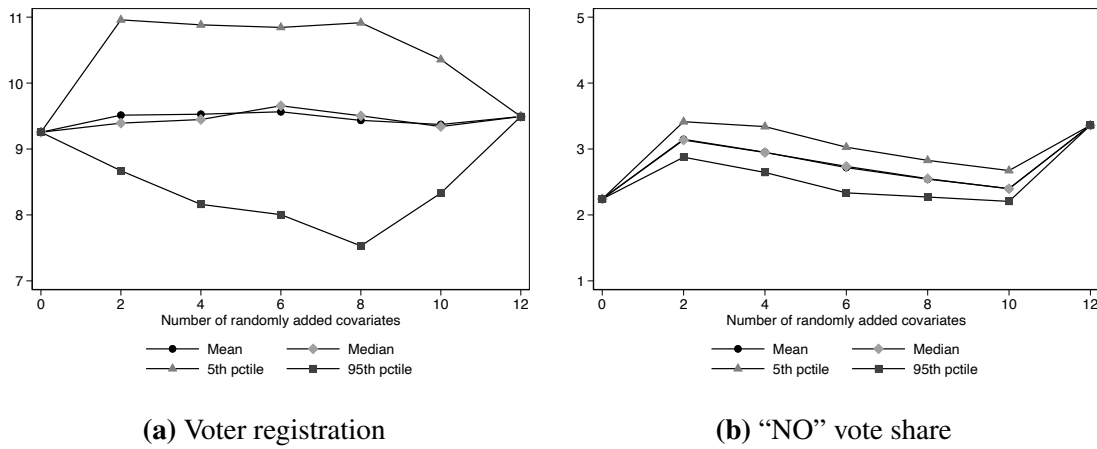 11
10
9
8
7
0 2 4 6 8 10 12
Number of randomly added covariates
Mean Median
5th pctile 95th pctile
(a) Voter registration
5
4
3
2
1
0 2 4 6 8 10 12
Number of randomly added covariates
Mean Median
5th pctile 95th pctile
(b) “NO” vote share